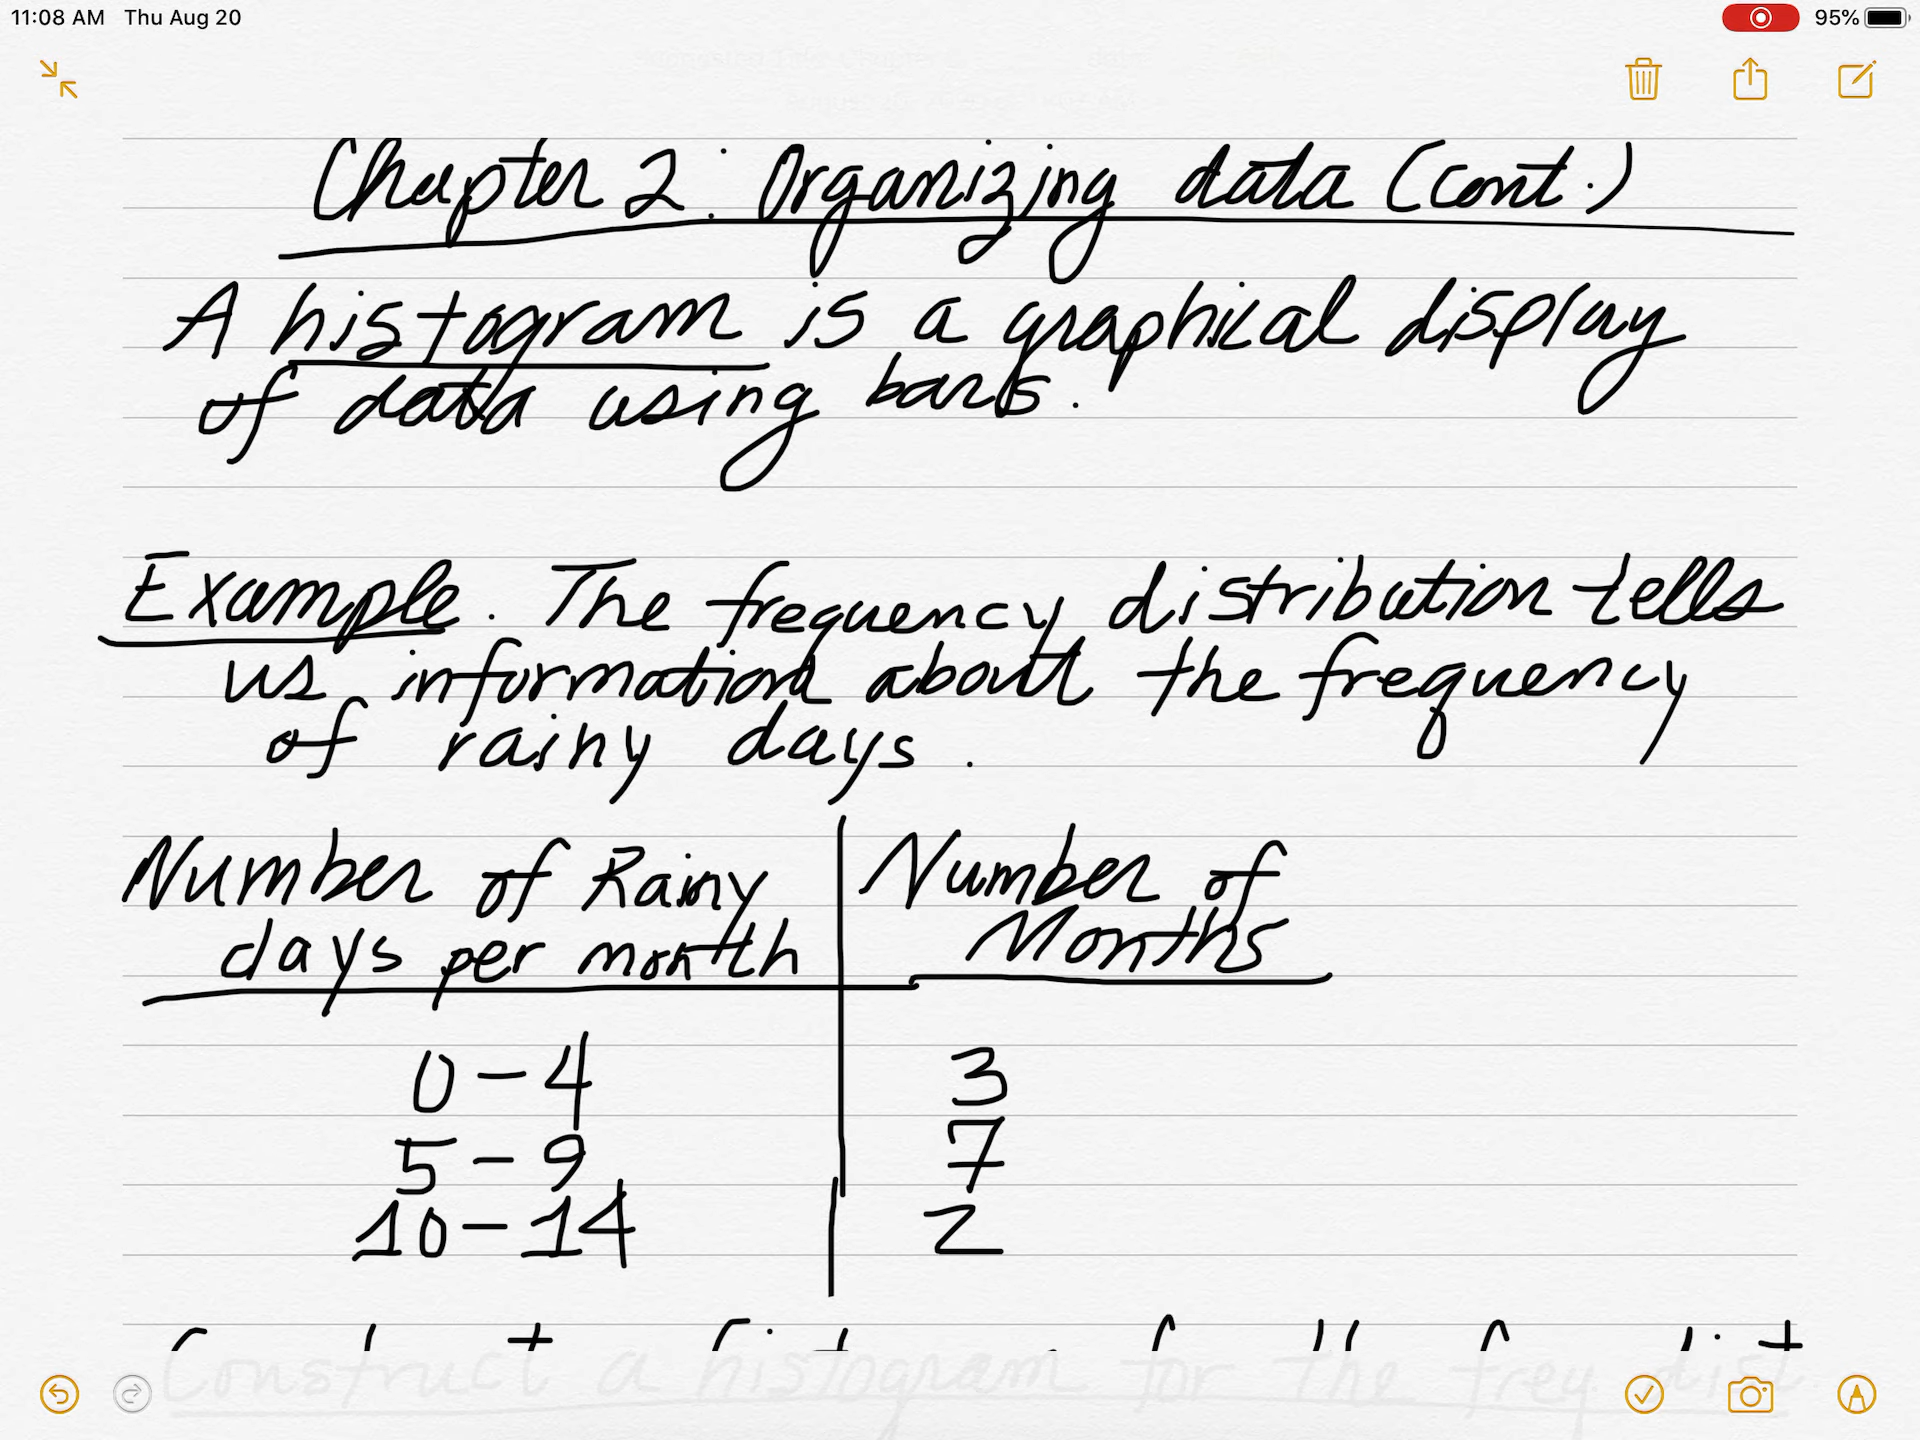 11:08 AM Thu Aug 20 95%
Chapter 2: Organizing data (cont.)
A histogram is a graphical display
of data using bars.
Example. The frequency distribution tells
us information about the frequency
of rainy days.
Number of Rainy Number of
days per month Months
0-4 3
5-9 7
10-14 2
Construct a histogram for the freq dist